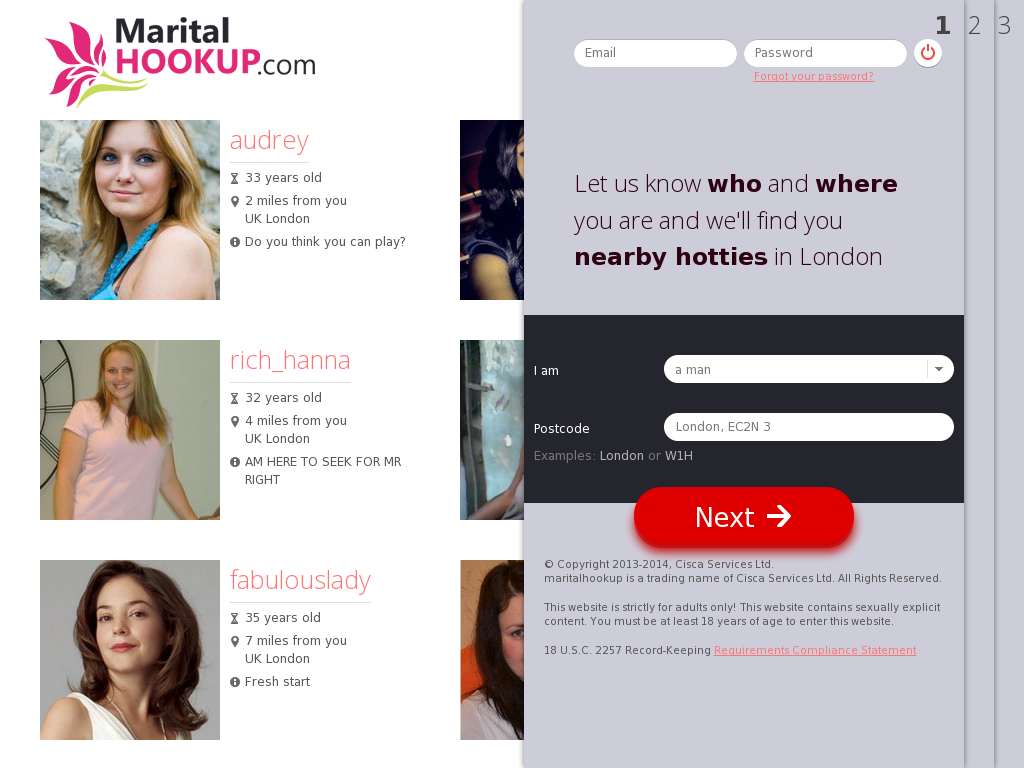 Marital
HOOKUP.com
1 2 3
Email
Password
Forgot your password?
audrey
33 years old
2 miles from you
UK London
Do you think you can play?
rich_hanna
32 years old
4 miles from you
UK London
AM HERE TO SEEK FOR MR
RIGHT
fabulouslady
35 years old
7 miles from you
UK London
Fresh start
Let us know who and where
you are and we'll find you
nearby hotties in London
I am
a man
Postcode
London, EC2N 3
Examples: London or W1H
Next
© Copyright 2013-2014, Cisca Services Ltd.
maritalhookup is a trading name of Cisca Services Ltd. All Rights Reserved.
This website is strictly for adults only! This website contains sexually explicit
content. You must be at least 18 years of age to enter this website.
18 U.S.C. 2257 Record-Keeping Requirements Compliance Statement